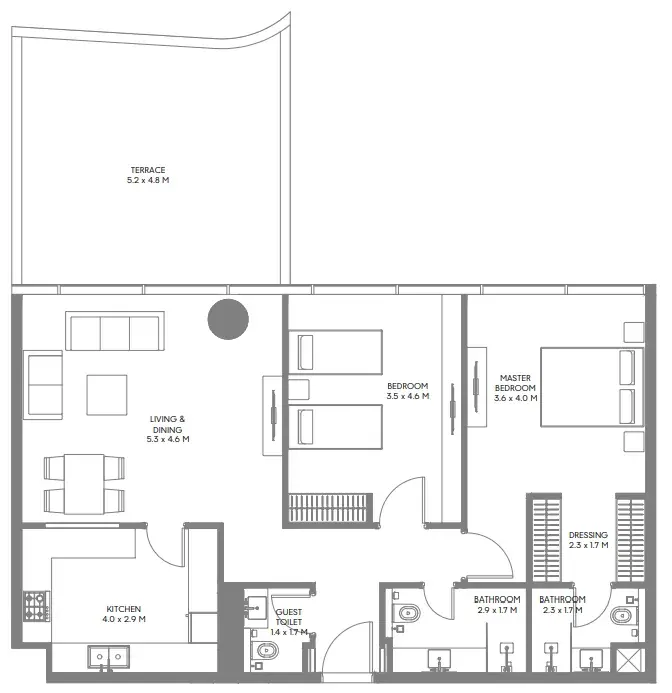 TERRACE
5.2 x 4.8 M
BEDROOM
3.5 x 4.6 M
MASTER
BEDROOM
3.6 x 4.0 M
LIVING &
DINING
5.3 x 4.6 M
DRESSING
2.3 x 1.7 M
KITCHEN
4.0 x 2.9 M
GUEST
TOILET
1.4 x 1.7 M
BATHROOM
2.9 x 1.7 M
BATHROOM
2.3 x 1.7 M